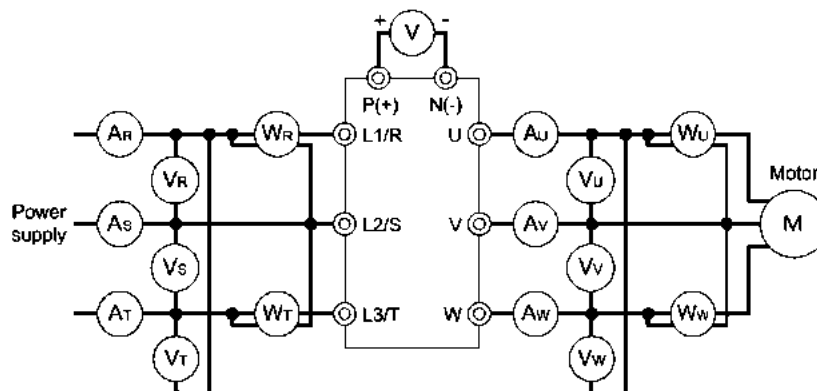 + V -
P(+) N(-)
AR WR L1/R U AU WU
VR VU Motor
Power supply
AS L2/S V AV M
VS VV
AT WT L3/T W AW WW
VT VW